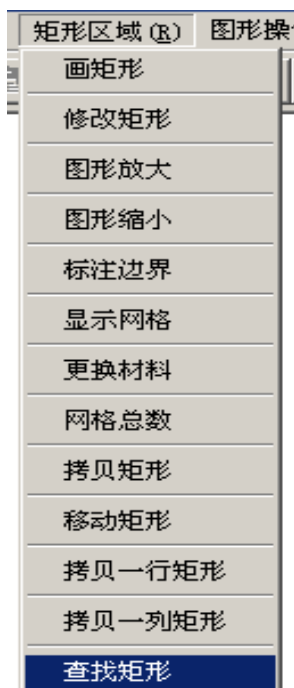 矩形区域(R) 图形操
画矩形
修改矩形
图形放大
图形缩小
标注边界
显示网格
更换材料
网格总数
拷贝矩形
移动矩形
拷贝一行矩形
拷贝一列矩形
查找矩形